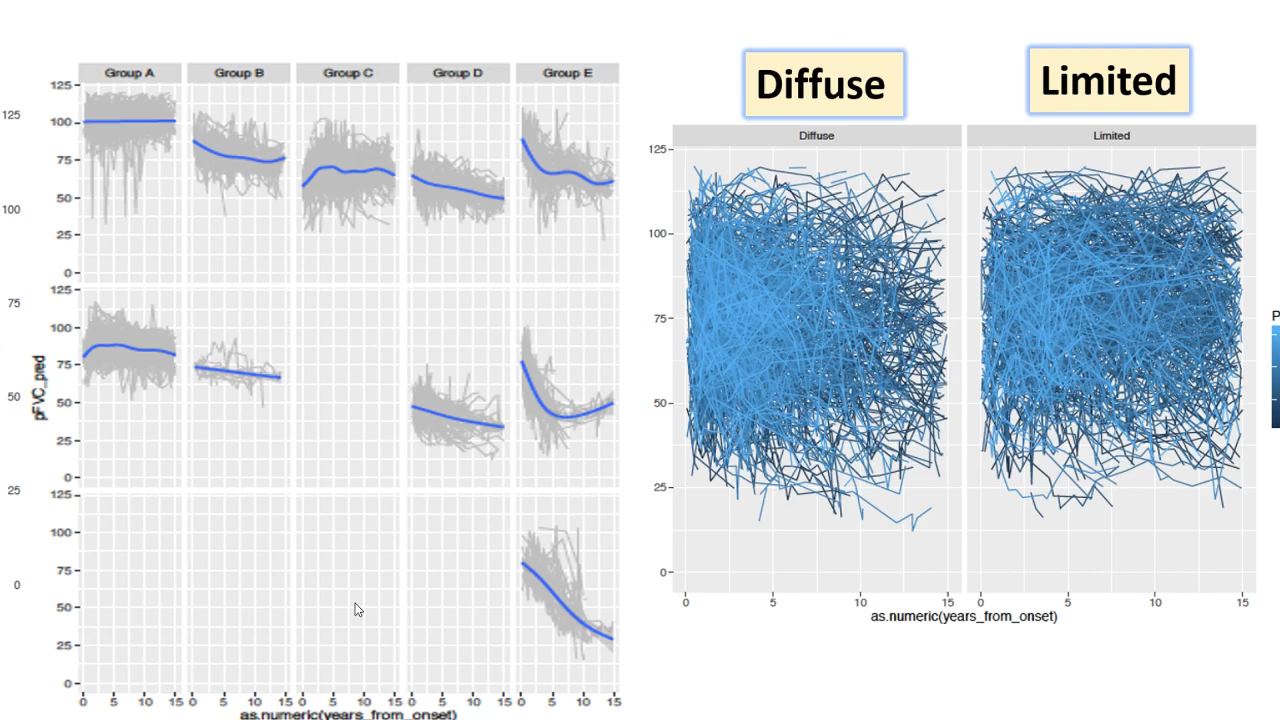 Diffuse
Limited
Group A
Group B
Group C
Group D
Group E
125
100
75
50
25
0
125
100
75
50
25
0
125
100
75
50
25
0
125
100
75
50
25
0
pFVC_pred
0 5 10 15 0 5 10 15 0 5 10 15 0 5 10 15 0 5 10 15
as.numeric(years_from_onset)
Diffuse
Limited
125
100
75
50
25
0
0 5 10 15 0 5 10 15
as.numeric(years_from_onset)
P